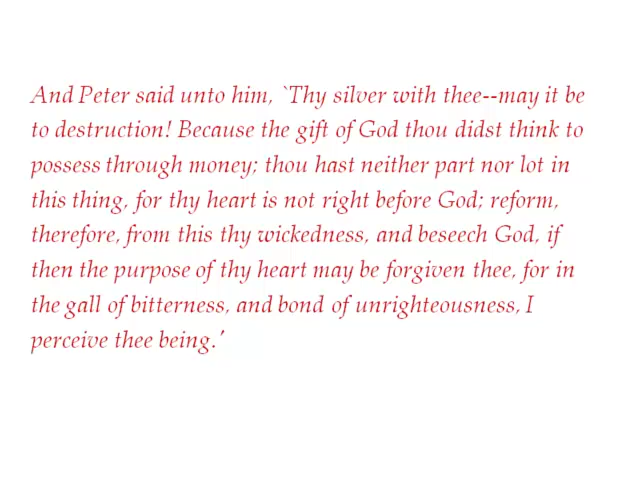 And Peter said unto him, `Thy silver with thee--may it be
to destruction! Because the gift of God thou didst think to
possess through money; thou hast neither part nor lot in
this thing, for thy heart is not right before God; reform,
therefore, from this thy wickedness, and beseech God, if
then the purpose of thy heart may be forgiven thee, for in
the gall of bitterness, and bond of unrighteousness, I
perceive thee being.'